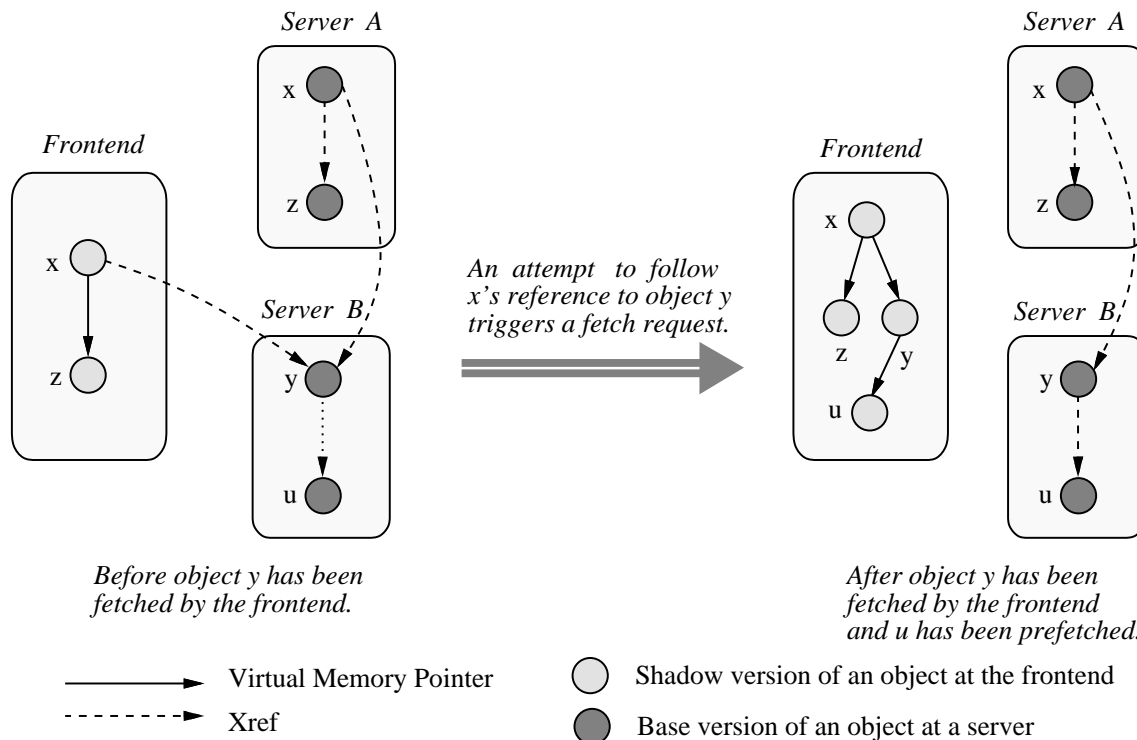 Server A
x
z
Frontend
x
z
Server B
y
u
Before object y has been
fetched by the frontend.
An attempt to follow
x's reference to object y
triggers a fetch request.
Server A
x
z
Frontend
x
z
y
u
Server B
y
u
After object y has been
fetched by the frontend
and u has been prefetched.
Virtual Memory Pointer
Xref
Shadow version of an object at the frontend
Base version of an object at a server